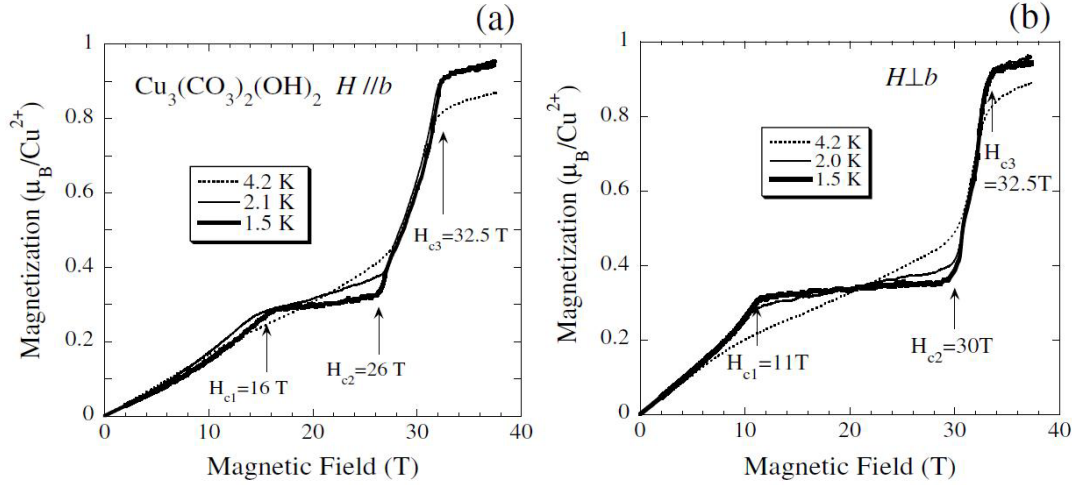 (a)
Cu3(CO3)2(OH)2 H//b
4.2 K
2.1 K
1.5 K
Hc3=32.5 T
Hc2=26 T
Hc1=16 T
Magnetization (μB/Cu2+)
1
0.8
0.6
0.4
0.2
0
0
10
20
30
40
Magnetic Field (T)
(b)
H⊥b
4.2 K
2.0 K
1.5 K
Hc3
=32.5T
Hc1=11T
Hc2=30T
Magnetization (μB/Cu2+)
1
0.8
0.6
0.4
0.2
0
0
10
20
30
40
Magnetic Field (T)